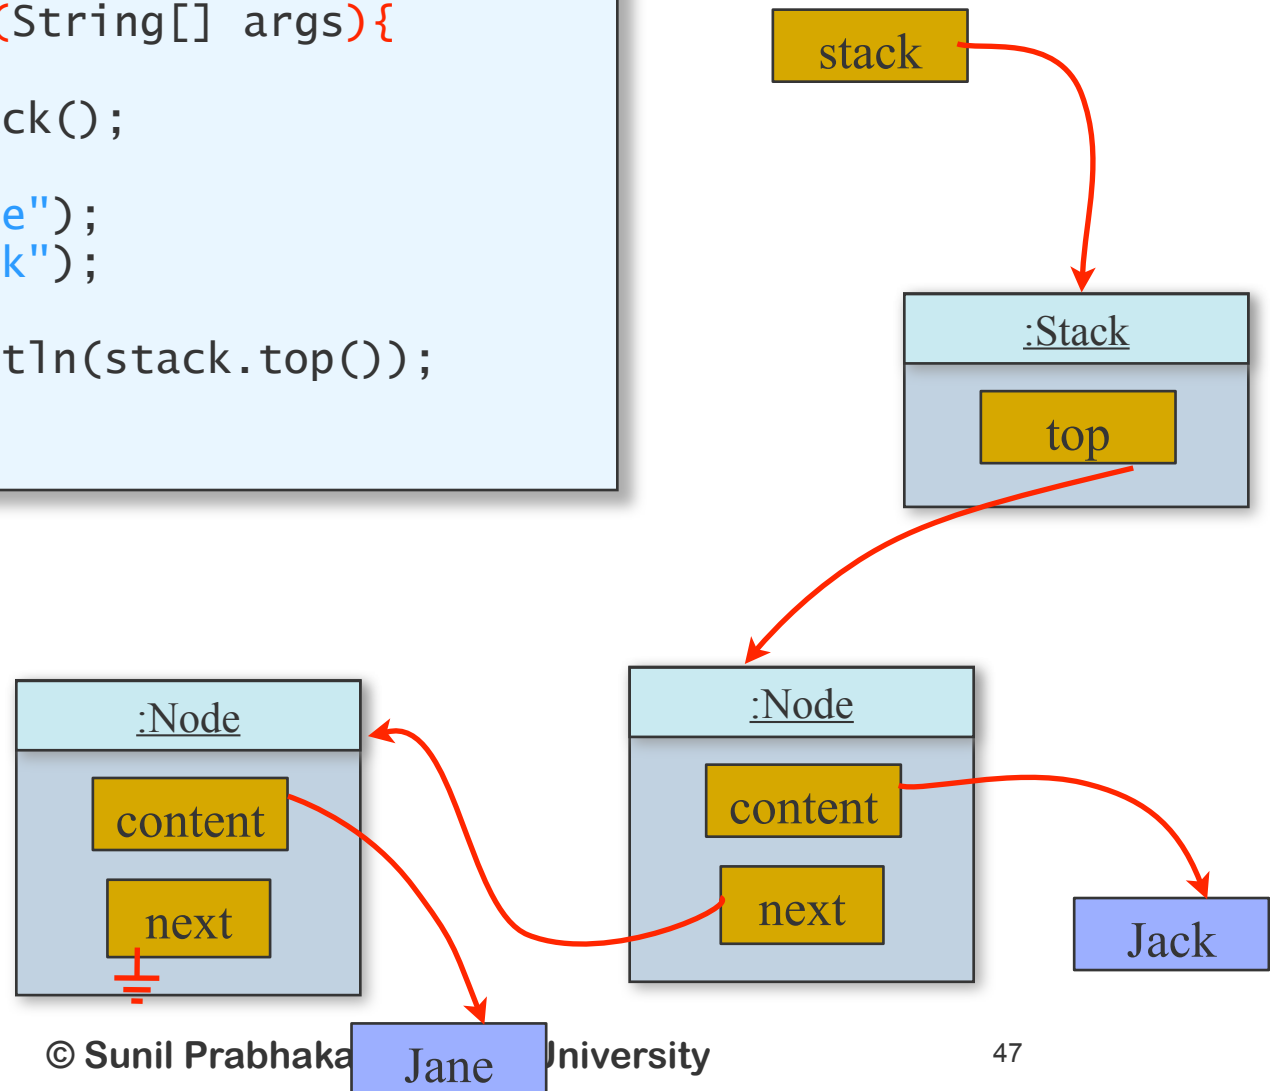 (String[] args){
ck();
e");
k");
tln(stack.top());
stack
:Stack
top
:Node
content
next
:Node
content
next
Jack
Jane
© Sunil Prabhaka
niversity
47